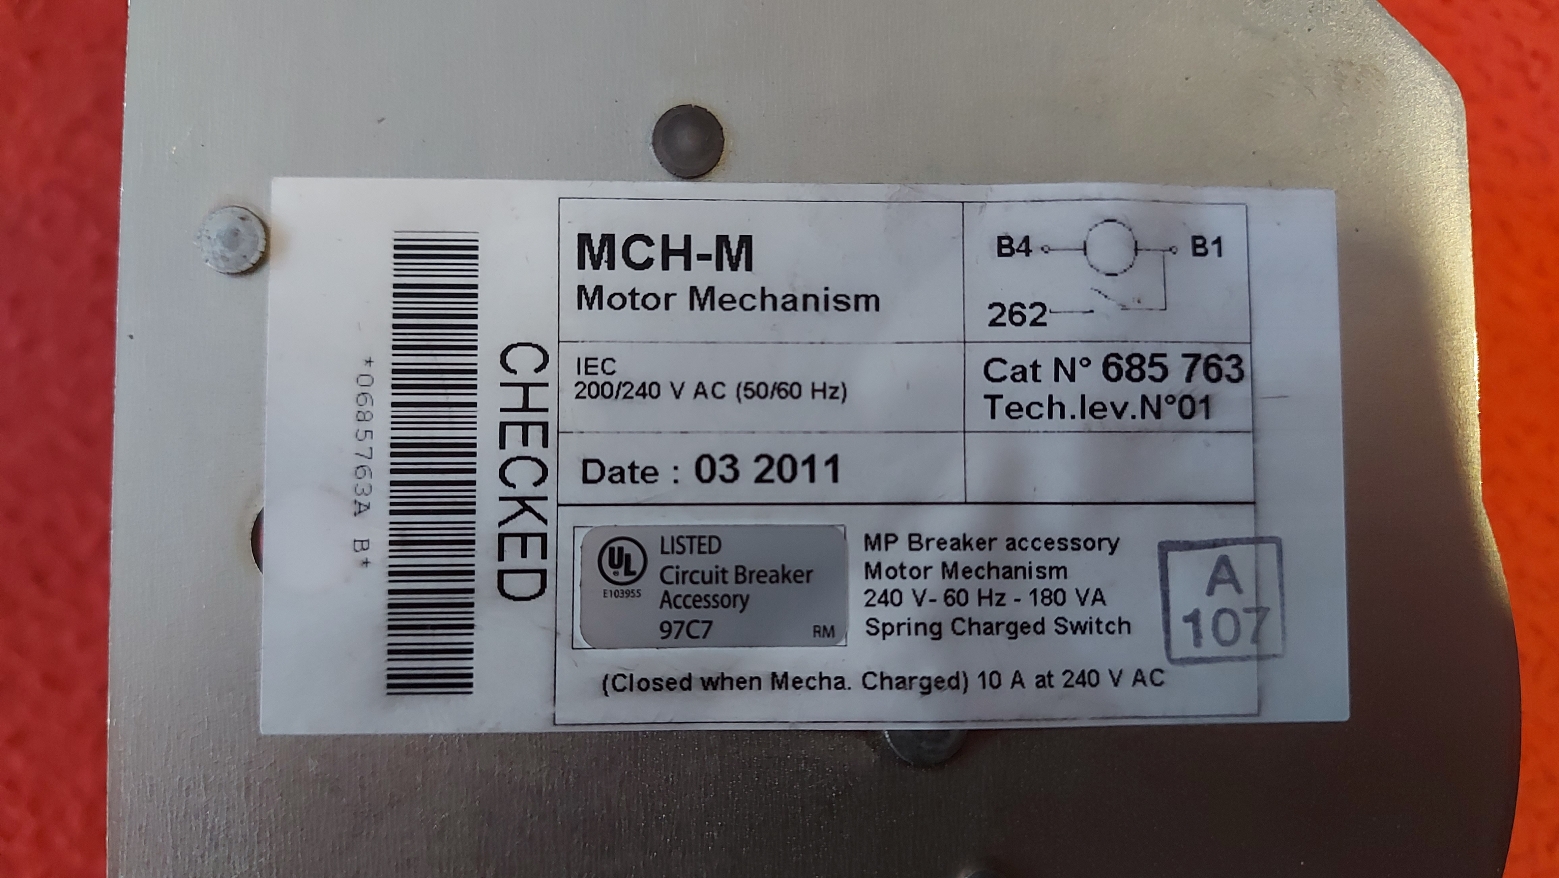 MCH-M
Motor Mechanism
B4
B1
262
IEC
200/240 V AC (50/60 Hz)
Cat N° 685 763
Tech.lev.N°01
Date : 03 2011
CHECKED
*0685763A B*
UL
E103955
LISTED
Circuit Breaker
Accessory
97C7
RM
MP Breaker accessory
Motor Mechanism
240 V- 60 Hz - 180 VA
Spring Charged Switch
A
107
(Closed when Mecha. Charged) 10 A at 240 V AC